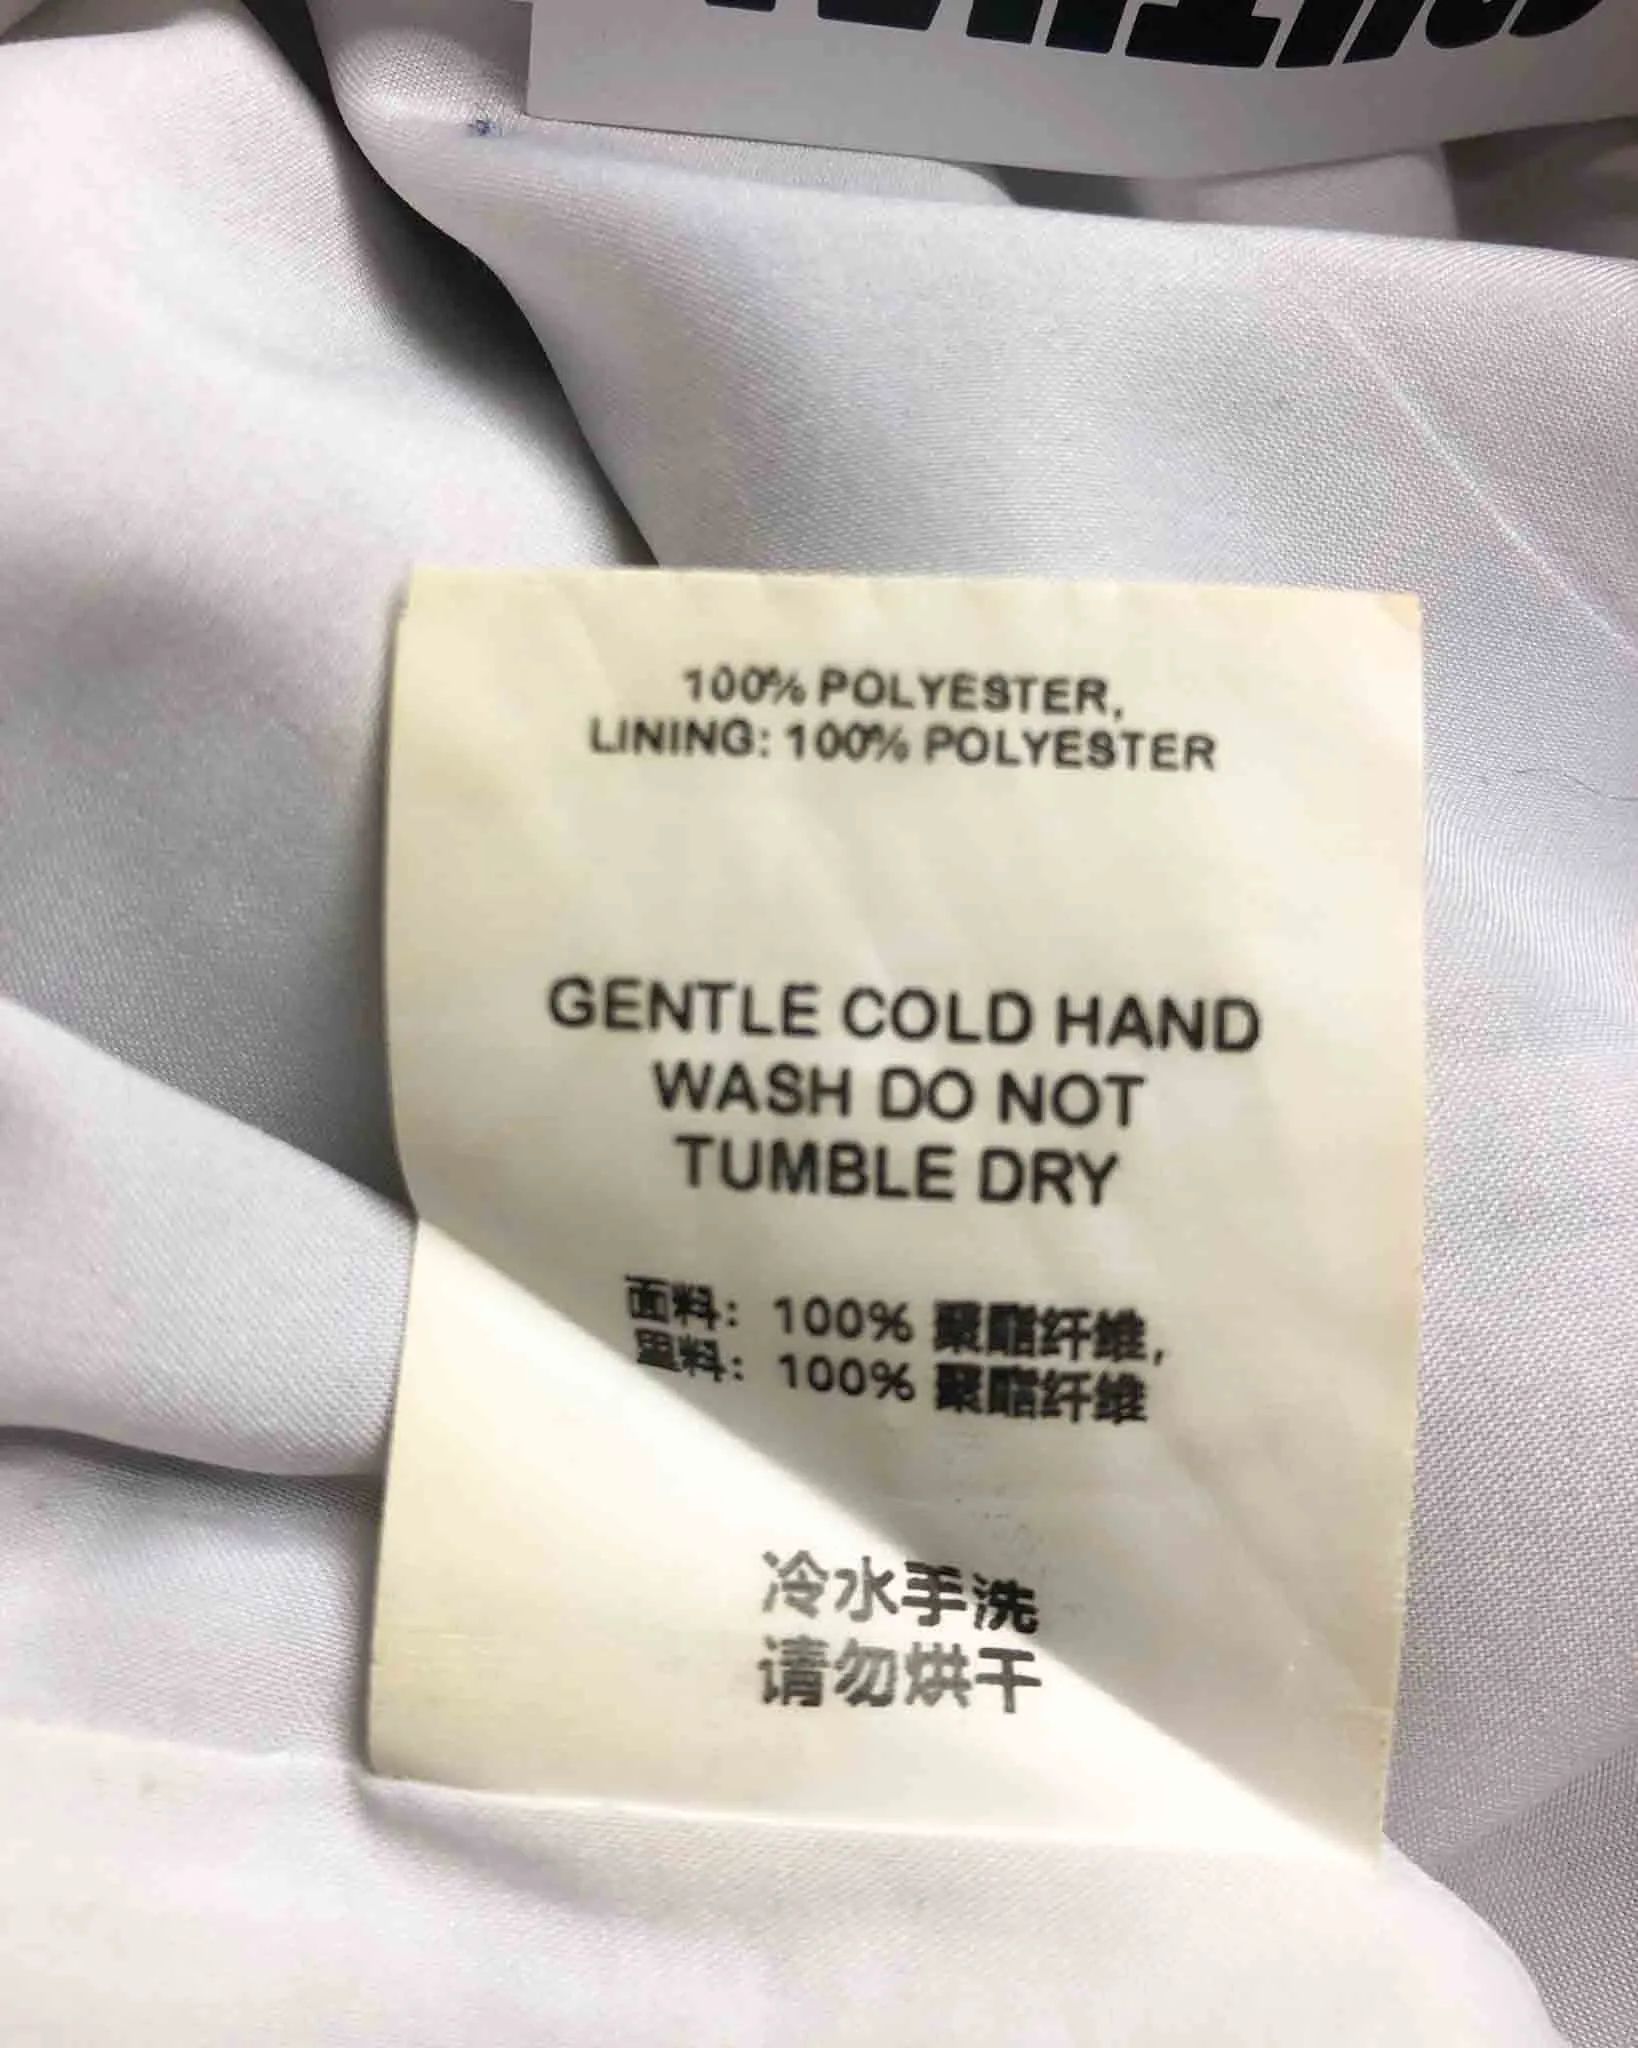 100% POLYESTER,
LINING: 100% POLYESTER
GENTLE COLD HAND
WASH DO NOT
TUMBLE DRY
面料: 100% 聚酯纤维,
里料: 100% 聚酯纤维
冷水手洗
请勿烘干